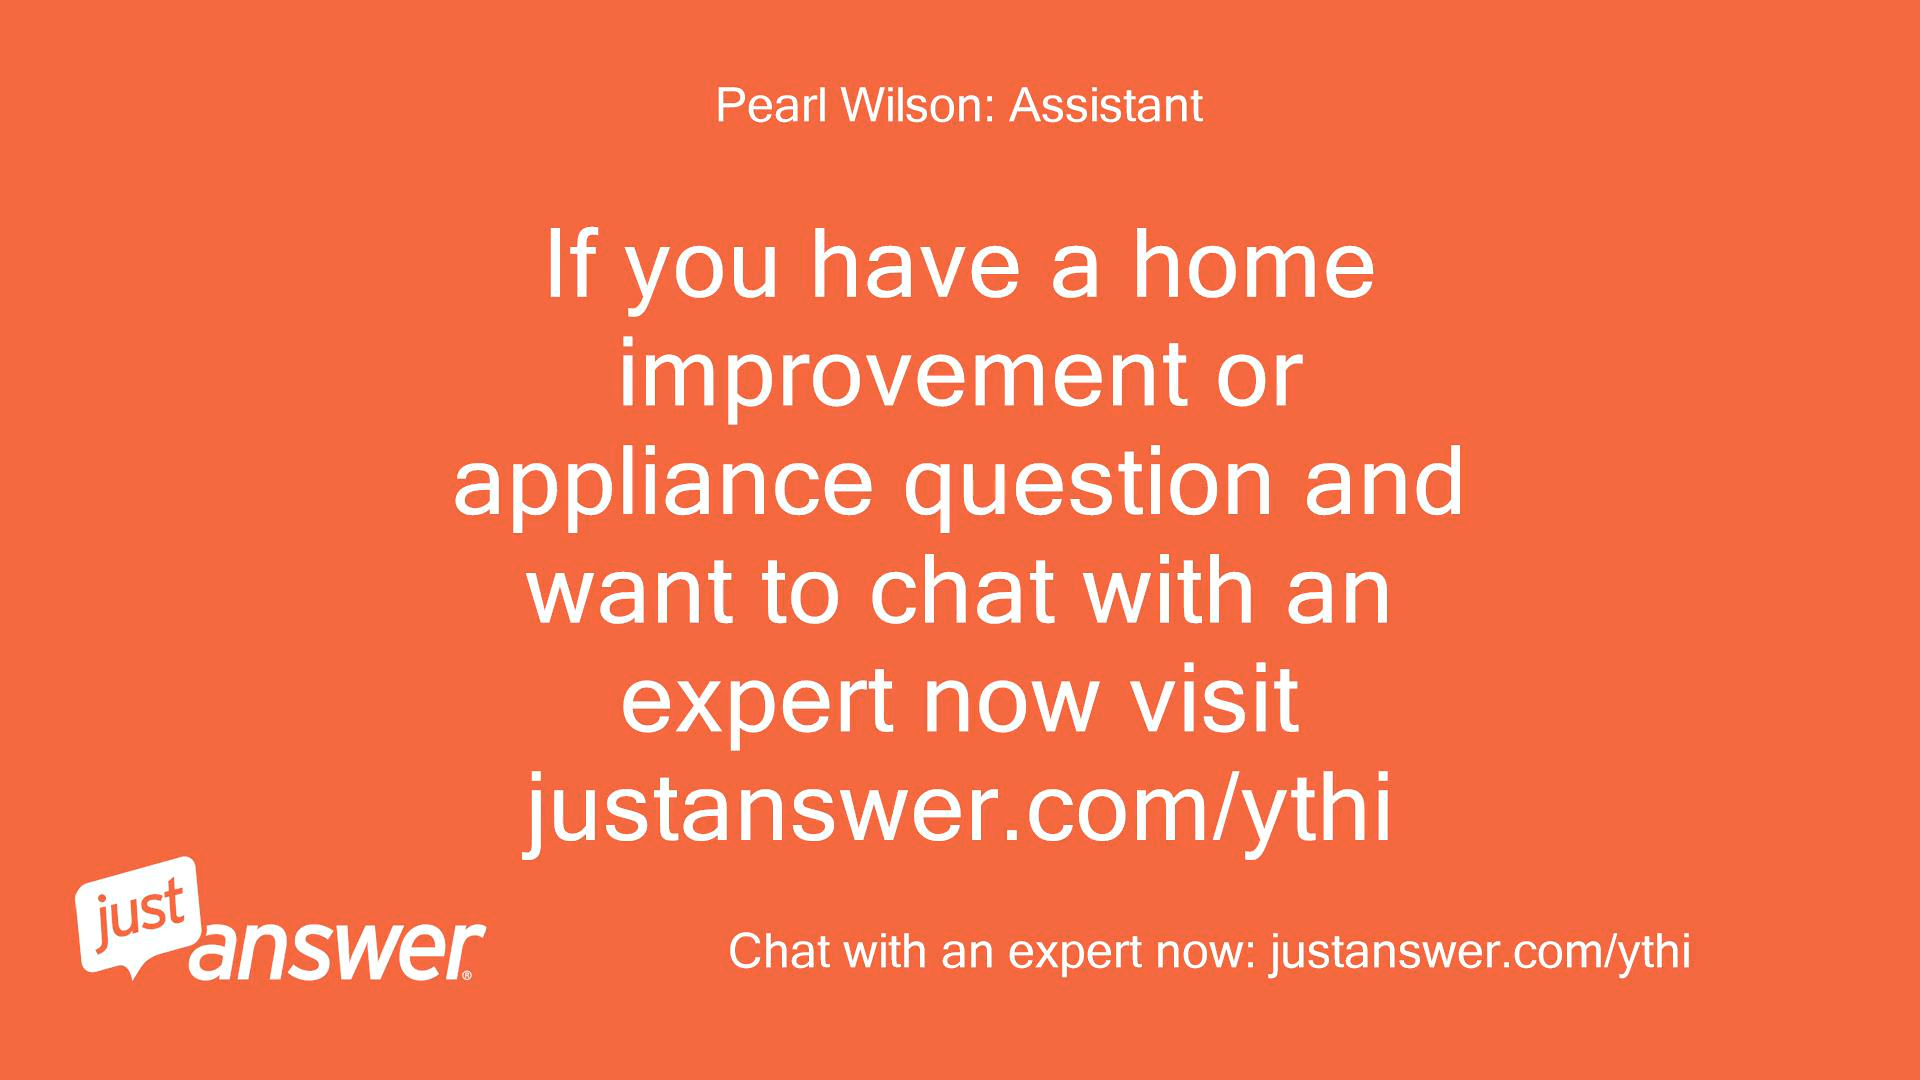 Pearl Wilson: Assistant
If you have a home
improvement or
appliance question and
want to chat with an
expert now visit
justanswer.com/ythi
just
answer®
Chat with an expert now: justanswer.com/ythi